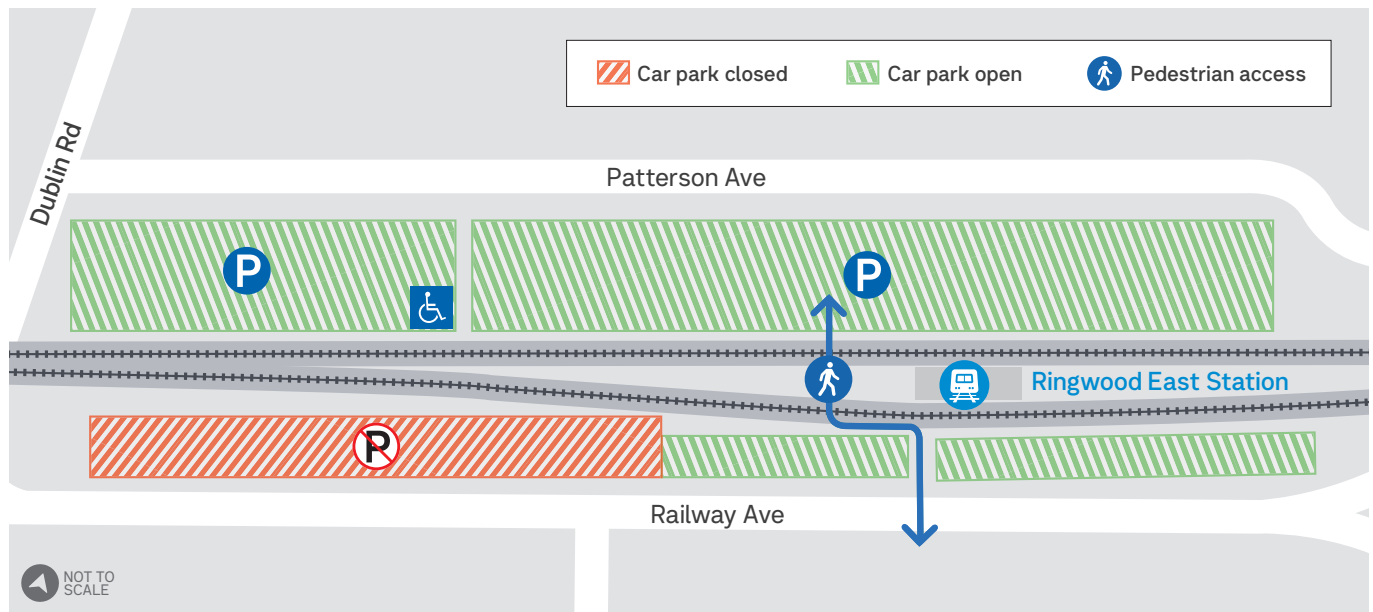 Car park closed
Car park open
Pedestrian access
Dublin Rd
Patterson Ave
P
P
Ringwood East Station
P
Railway Ave
NOT TO
SCALE